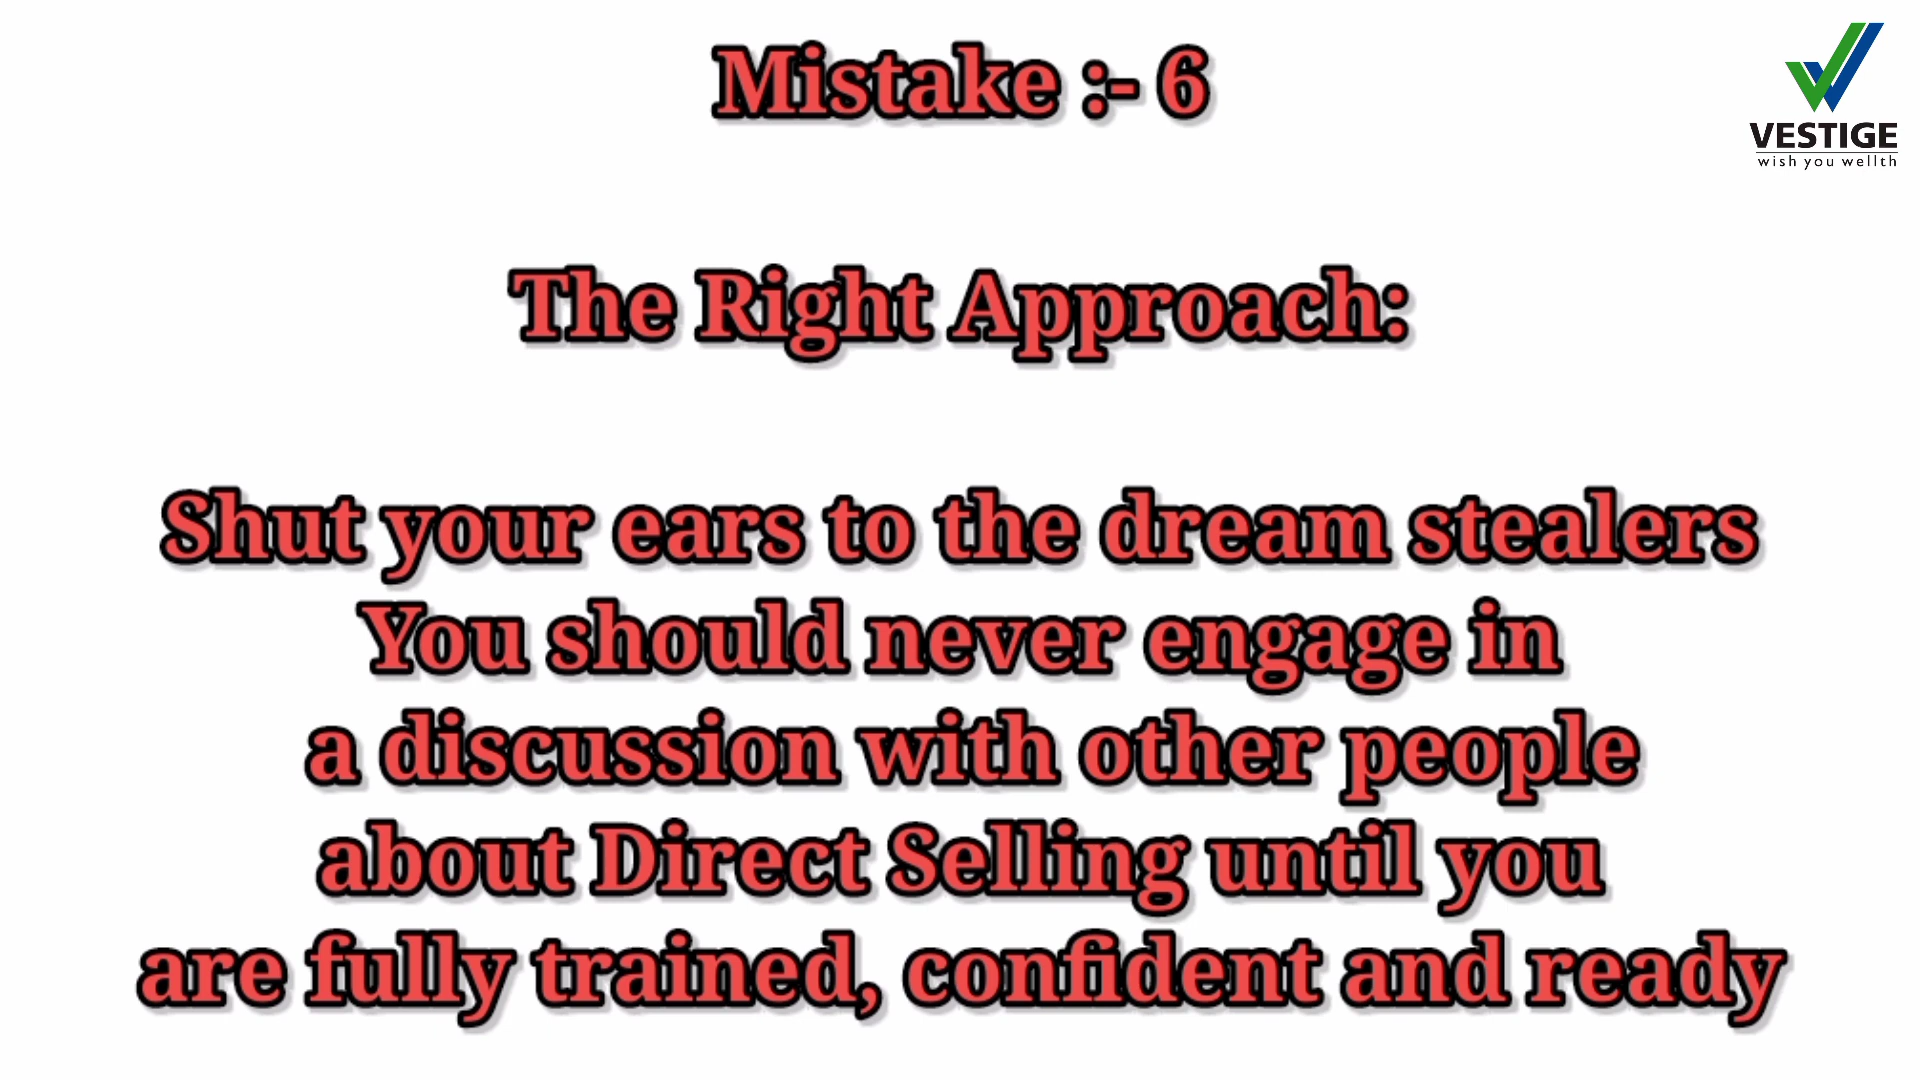 Mistake :- 6
VESTIGE
wish you wellth
The Right Approach:
Shut your ears to the dream stealers
You should never engage in
a discussion with other people
about Direct Selling until you
are fully trained, confident and ready